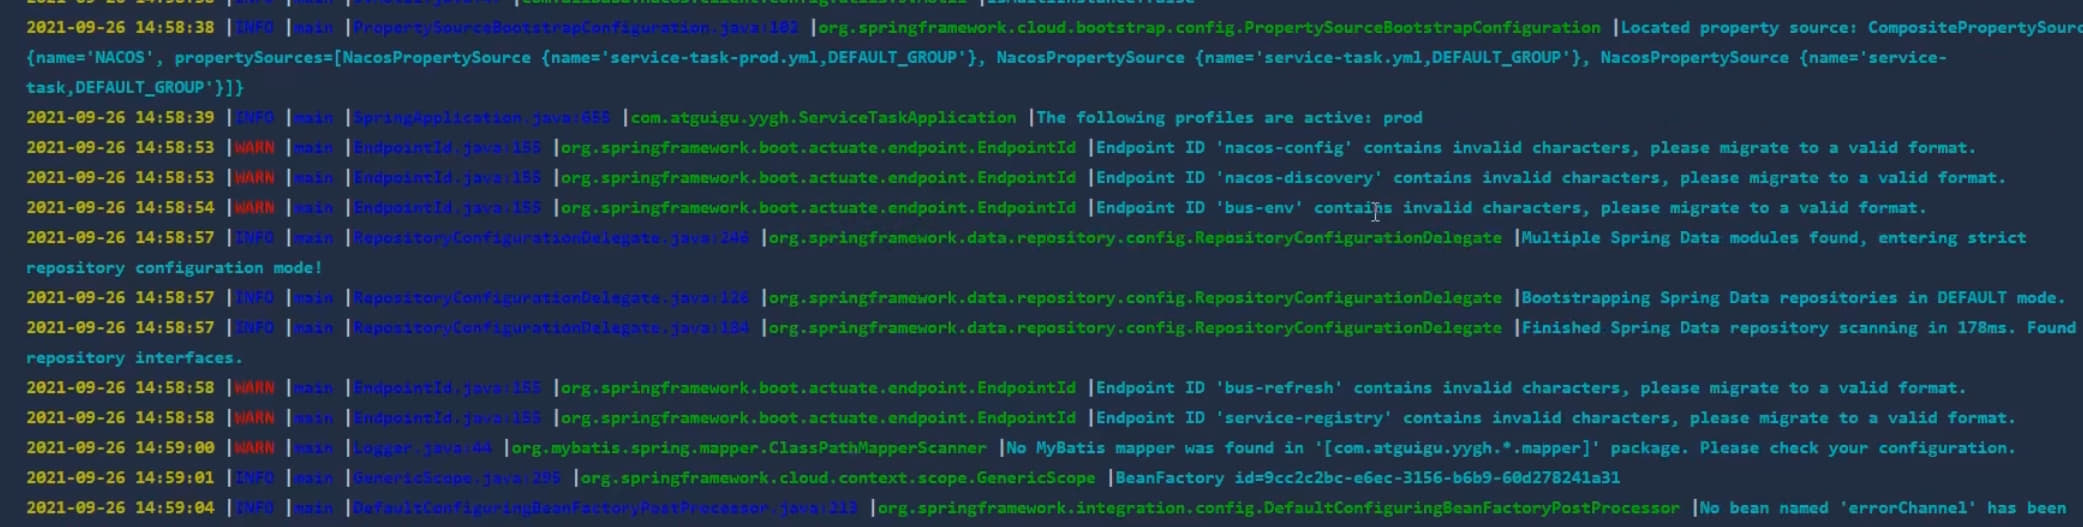 2021-09-26 14:58:38 |INFO |main |PropertySourceBootstrapConfiguration.java:102 |org.springframework.cloud.bootstrap.config.PropertySourceBootstrapConfiguration |Located property source: CompositePropertySourc
{name='NACOS', propertySources=[NacosPropertySource {name='service-task-prod.yml,DEFAULT_GROUP'}, NacosPropertySource {name='service-task.yml,DEFAULT_GROUP'}, NacosPropertySource {name='service-
task,DEFAULT_GROUP'}]}
2021-09-26 14:58:39 |INFO |main |SpringApplication.java:655 |com.atguigu.yygh.ServiceTaskApplication |The following profiles are active: prod
2021-09-26 14:58:53 |WARN |main |EndpointId.java:155 |org.springframework.boot.actuate.endpoint.EndpointId |Endpoint ID 'nacos-config' contains invalid characters, please migrate to a valid format.
2021-09-26 14:58:53 |WARN |main |EndpointId.java:155 |org.springframework.boot.actuate.endpoint.EndpointId |Endpoint ID 'nacos-discovery' contains invalid characters, please migrate to a valid format.
2021-09-26 14:58:54 |WARN |main |EndpointId.java:155 |org.springframework.boot.actuate.endpoint.EndpointId |Endpoint ID 'bus-env' contains invalid characters, please migrate to a valid format.
2021-09-26 14:58:57 |INFO |main |RepositoryConfigurationDelegate.java:246 |org.springframework.data.repository.config.RepositoryConfigurationDelegate |Multiple Spring Data modules found, entering strict
repository configuration mode!
2021-09-26 14:58:57 |INFO |main |RepositoryConfigurationDelegate.java:126 |org.springframework.data.repository.config.RepositoryConfigurationDelegate |Bootstrapping Spring Data repositories in DEFAULT mode.
2021-09-26 14:58:57 |INFO |main |RepositoryConfigurationDelegate.java:184 |org.springframework.data.repository.config.RepositoryConfigurationDelegate |Finished Spring Data repository scanning in 178ms. Found
repository interfaces.
2021-09-26 14:58:58 |WARN |main |EndpointId.java:155 |org.springframework.boot.actuate.endpoint.EndpointId |Endpoint ID 'bus-refresh' contains invalid characters, please migrate to a valid format.
2021-09-26 14:58:58 |WARN |main |EndpointId.java:155 |org.springframework.boot.actuate.endpoint.EndpointId |Endpoint ID 'service-registry' contains invalid characters, please migrate to a valid format.
2021-09-26 14:59:00 |WARN |main |Logger.java:44 |org.mybatis.spring.mapper.ClassPathMapperScanner |No MyBatis mapper was found in '[com.atguigu.yygh.*.mapper]' package. Please check your configuration.
2021-09-26 14:59:01 |INFO |main |GenericScope.java:295 |org.springframework.cloud.context.scope.GenericScope |BeanFactory id=9cc2c2bc-e6ec-3156-b6b9-60d278241a31
2021-09-26 14:59:04 |INFO |main |DefaultConfiguringBeanFactoryPostProcessor.java:213 |org.springframework.integration.config.DefaultConfiguringBeanFactoryPostProcessor |No bean named 'errorChannel' has been